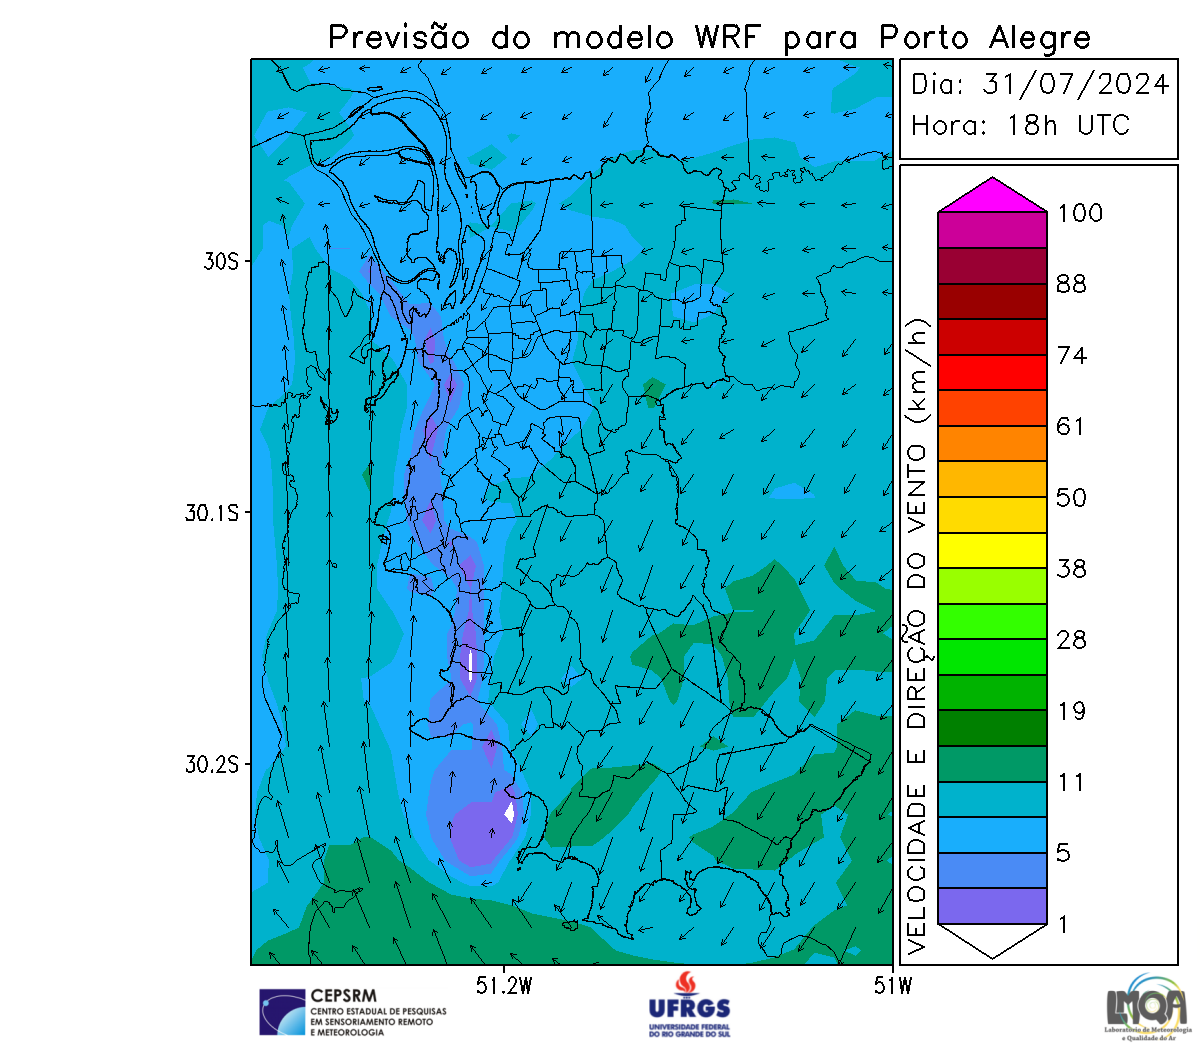 Previsão do modelo WRF para Porto Alegre
Dia: 31/07/2024
Hora: 18h UTC
VELOCIDADE E DIREÇÃO DO VENTO (km/h)
100
88
74
61
50
38
28
19
11
5
1
30S
30.1S
30.2S
51.2W
51W
CEPSRM
CENTRO ESTADUAL DE PESQUISAS
EM SENSORIAMENTO REMOTO
E METEOROLOGIA
UFRGS
UNIVERSIDADE FEDERAL
DO RIO GRANDE DO SUL
LMQA
Laboratório de Meteorologia
e Qualidade do Ar